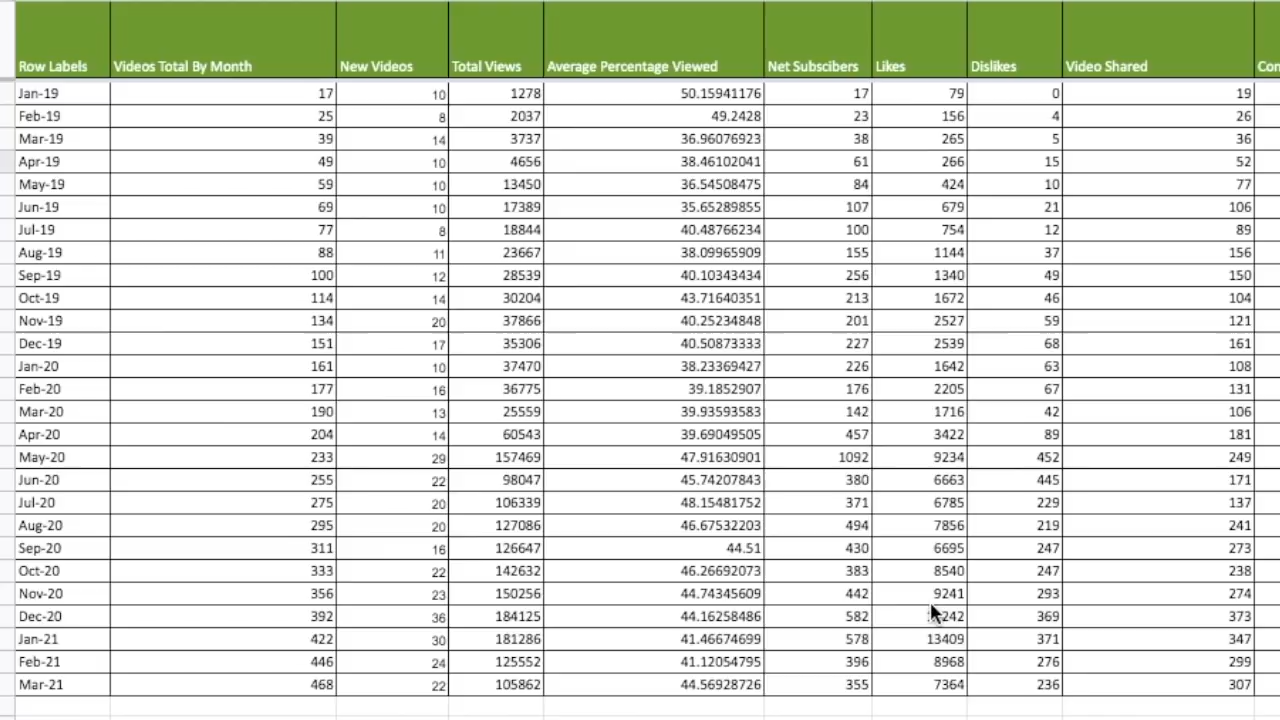 Row Labels Videos Total By Month New Videos Total Views Average Percentage Viewed Net Subscibers Likes Dislikes Video Shared Con
Jan-19 17 10 1278 50.15941176 17 79 0 19
Feb-19 25 8 2037 49.2428 23 156 4 26
Mar-19 39 14 3737 36.96076923 38 265 5 36
Apr-19 49 10 4656 38.46102041 61 266 15 52
May-19 59 10 13450 36.54508475 84 424 10 77
Jun-19 69 10 17389 35.65289855 107 679 21 106
Jul-19 77 8 18844 40.48766234 100 754 12 89
Aug-19 88 11 23667 38.09965909 155 1144 37 156
Sep-19 100 12 28539 40.10343434 256 1340 49 150
Oct-19 114 14 30204 43.71640351 213 1672 46 104
Nov-19 134 20 37866 40.25234848 201 2527 59 121
Dec-19 151 17 35306 40.50873333 227 2539 68 161
Jan-20 161 10 37470 38.23369427 226 1642 63 108
Feb-20 177 16 36775 39.1852907 176 2205 67 131
Mar-20 190 13 25559 39.93593583 142 1716 42 106
Apr-20 204 14 60543 39.69049505 457 3422 89 181
May-20 233 29 157469 47.91630901 1092 9234 452 249
Jun-20 255 22 98047 45.74207843 380 6663 445 171
Jul-20 275 20 106339 48.15481752 371 6785 229 137
Aug-20 295 20 127086 46.67532203 494 7856 219 241
Sep-20 311 16 126647 44.51 430 6695 247 273
Oct-20 333 22 142632 46.26692073 383 8540 247 238
Nov-20 356 23 150256 44.74345609 442 9241 293 274
Dec-20 392 36 184125 44.16258486 582 369 373
Jan-21 422 30 181286 41.46674699 578 13409 371 347
Feb-21 446 24 125552 41.12054795 396 8968 276 299
Mar-21 468 22 105862 44.56928726 355 7364 236 307